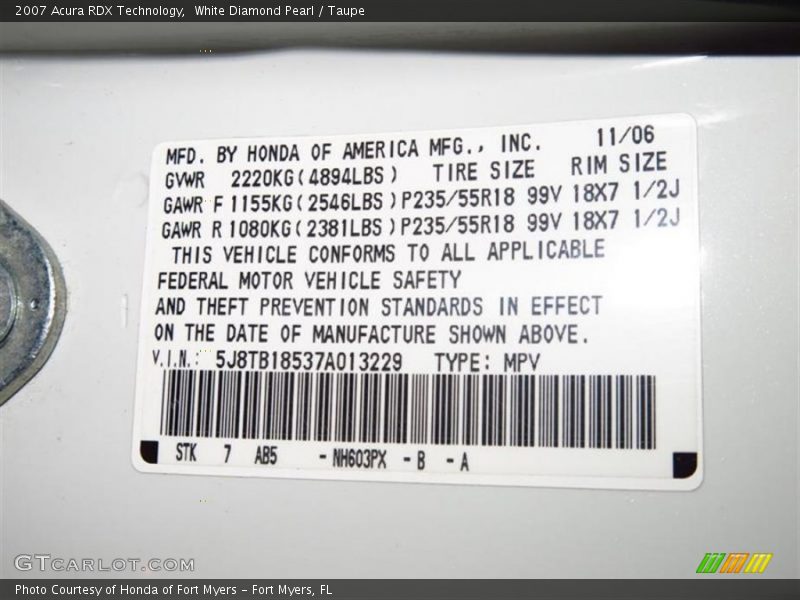 2007 Acura RDX Technology,  White Diamond Pearl / Taupe
MFD. BY HONDA OF AMERICA MFG., INC. 11/06
GVWR 2220KG(4894LBS) TIRE SIZE RIM SIZE
GAWR F 1155KG(2546LBS) P235/55R18 99V 18X7 1/2J
GAWR R 1080KG(2381LBS) P235/55R18 99V 18X7 1/2J
THIS VEHICLE CONFORMS TO ALL APPLICABLE
FEDERAL MOTOR VEHICLE SAFETY
AND THEFT PREVENTION STANDARDS IN EFFECT
ON THE DATE OF MANUFACTURE SHOWN ABOVE.
V.I.N.: 5J8TB18537A013229 TYPE: MPV
STK 7 AB5 - NH603PX - B - A
GTCARLOT.COM
Photo Courtesy of Honda of Fort Myers - Fort Myers, FL